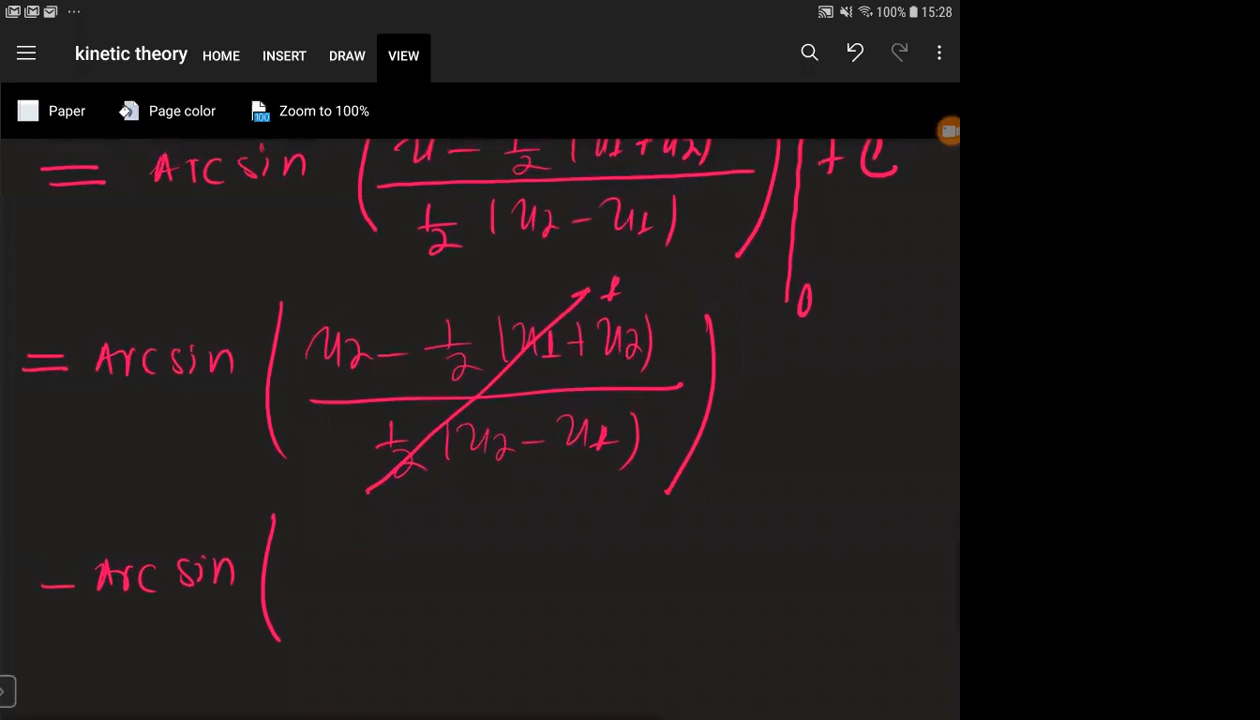 100% 15:28
kinetic theory HOME INSERT DRAW VIEW
Paper Page color Zoom to 100%
= Arcsin ( (u - 1/2 (u1+u2)) / (1/2 (u2 - u1)) ) | 0 + C
= Arcsin ( (u2 - 1/2 (u1+u2)) / (1/2 (u2 - u1)) ) 1
- Arcsin (